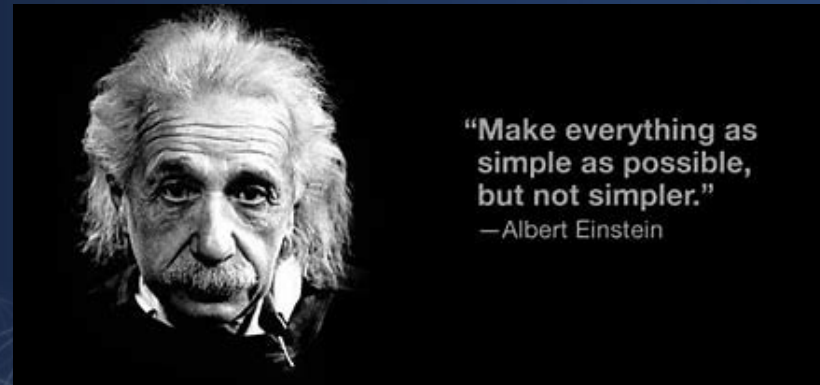 “Make everything as
simple as possible,
but not simpler.”
—Albert Einstein